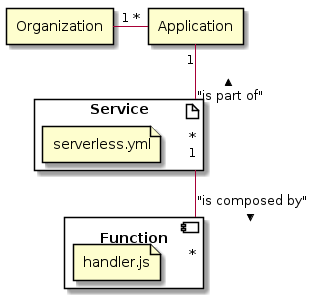 Organization 1 * Application
1
▲
"is part of"
Service
serverless.yml
*
1
"is composed by"
▼
Function
handler.js
*